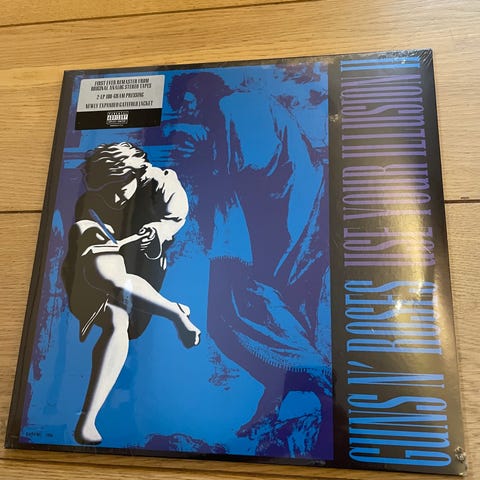 FIRST EVER REMASTER FROM
ORIGINAL ANALOG STEREO TAPES
2-LP 180-GRAM PRESSING
NEWLY EXPANDED GATEFOLD JACKET
PARENTAL
ADVISORY
EXPLICIT CONTENT
GUNS N' ROSES USE YOUR ILLUSION II